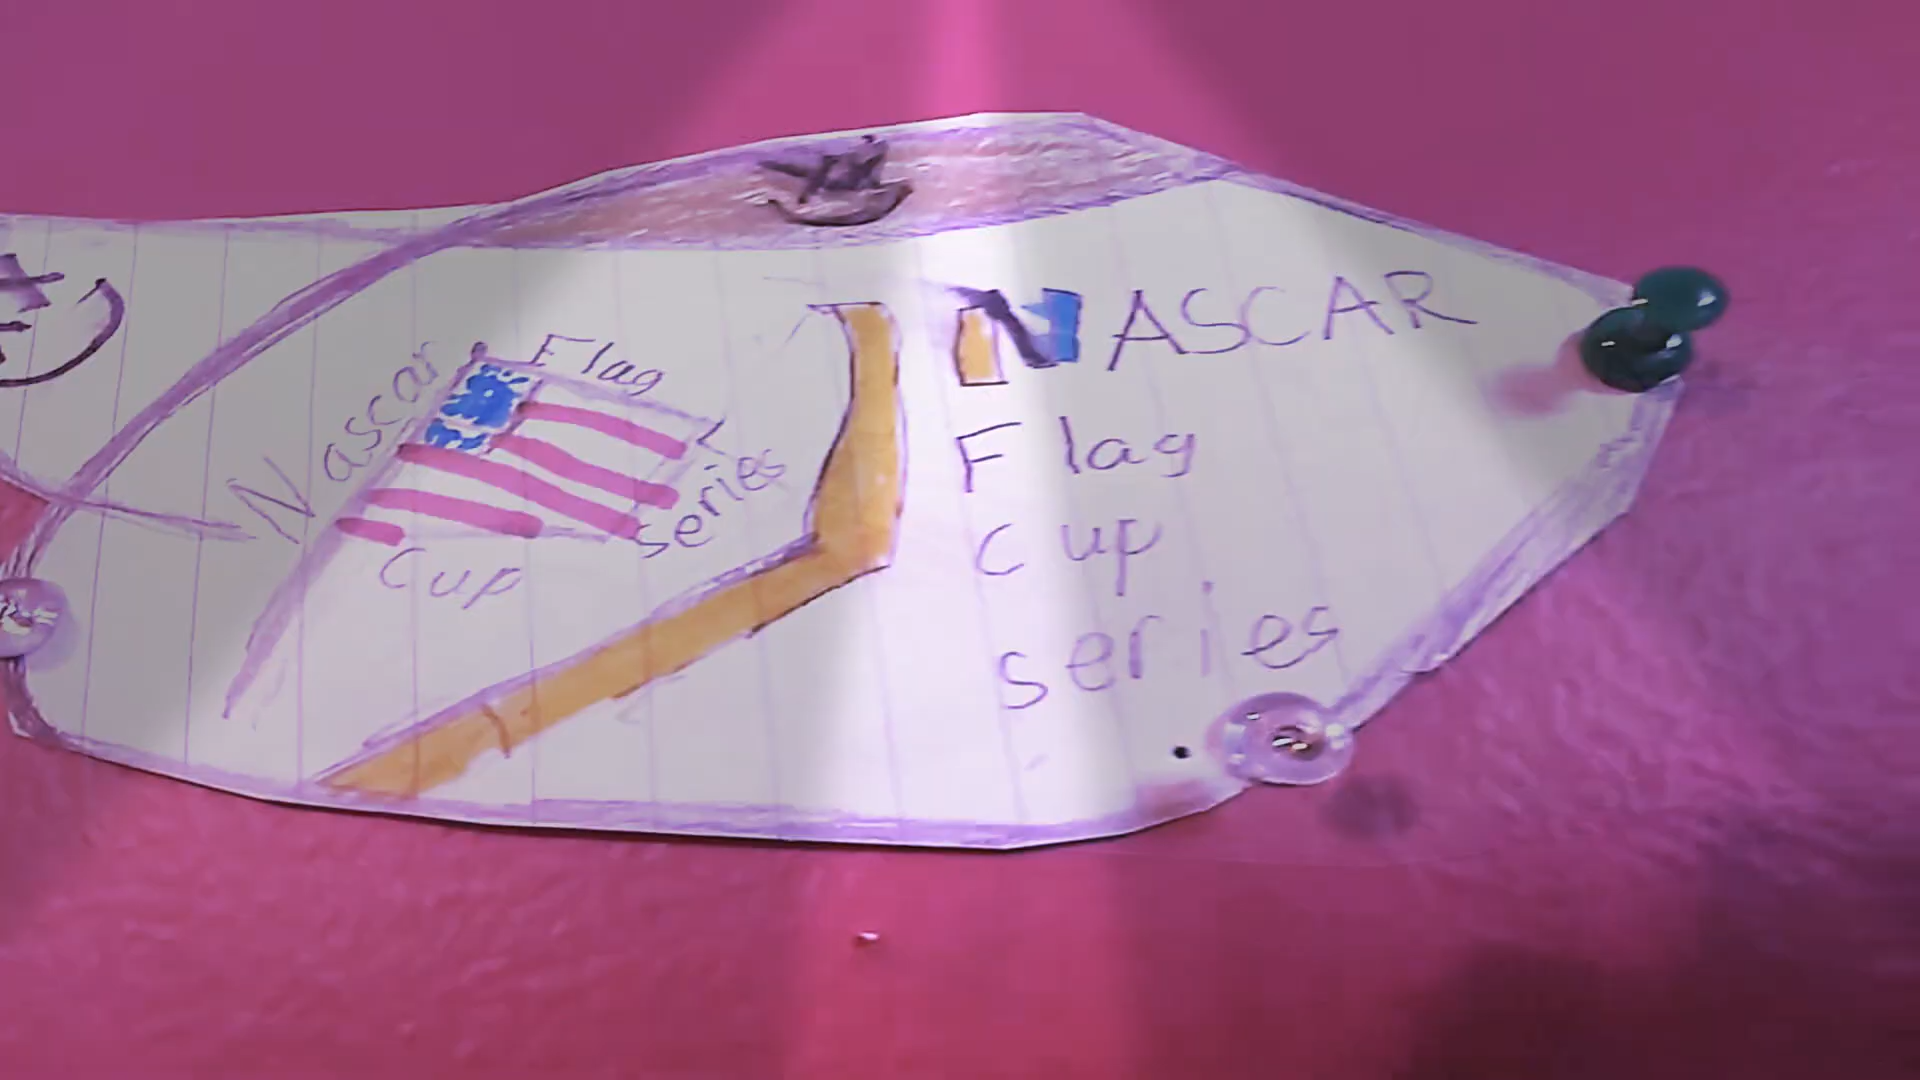 Nascar Flag
Cup series
NASCAR
Flag
cup
series